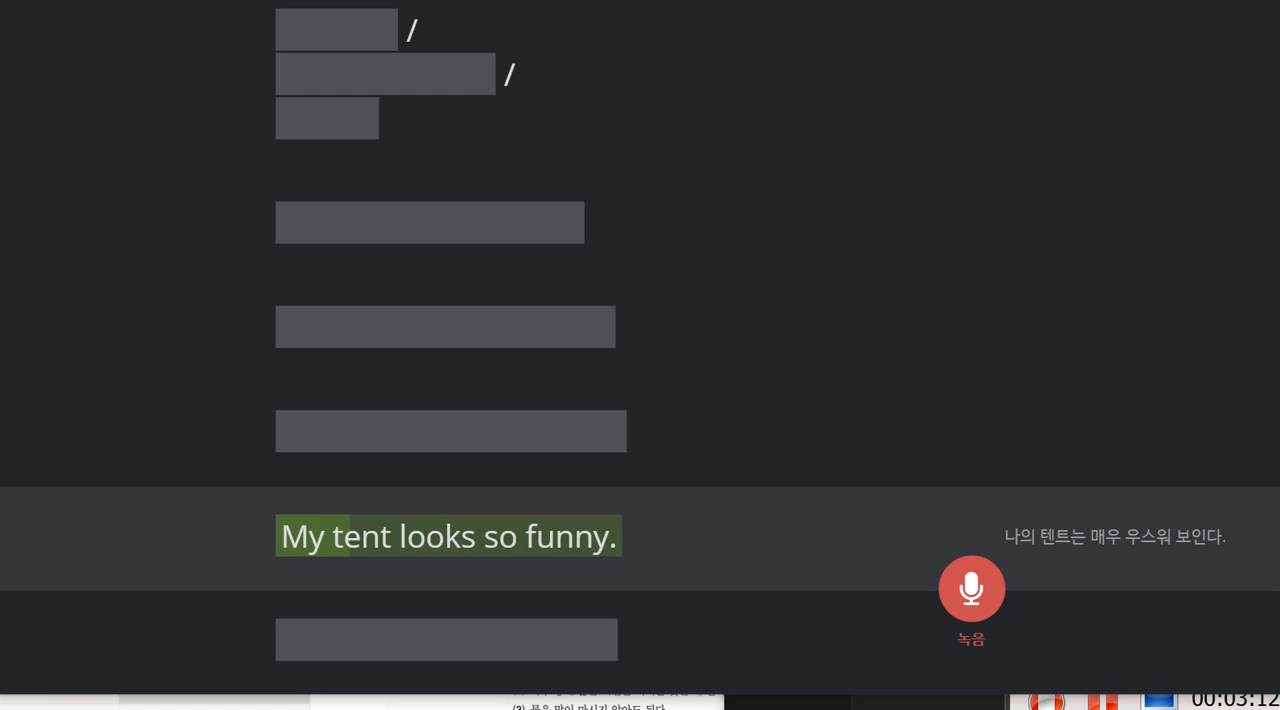 /
/
My tent looks so funny.
나의 텐트는 매우 우스워 보인다.
녹음
00:03:12